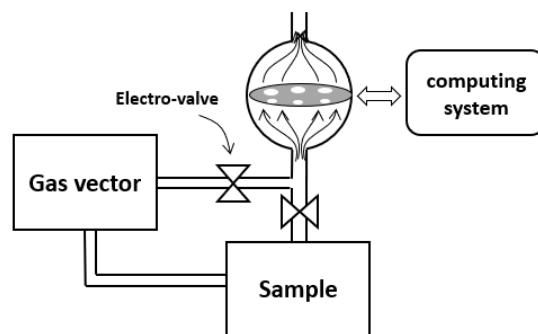 computing
system
Electro-valve
Gas vector
Sample